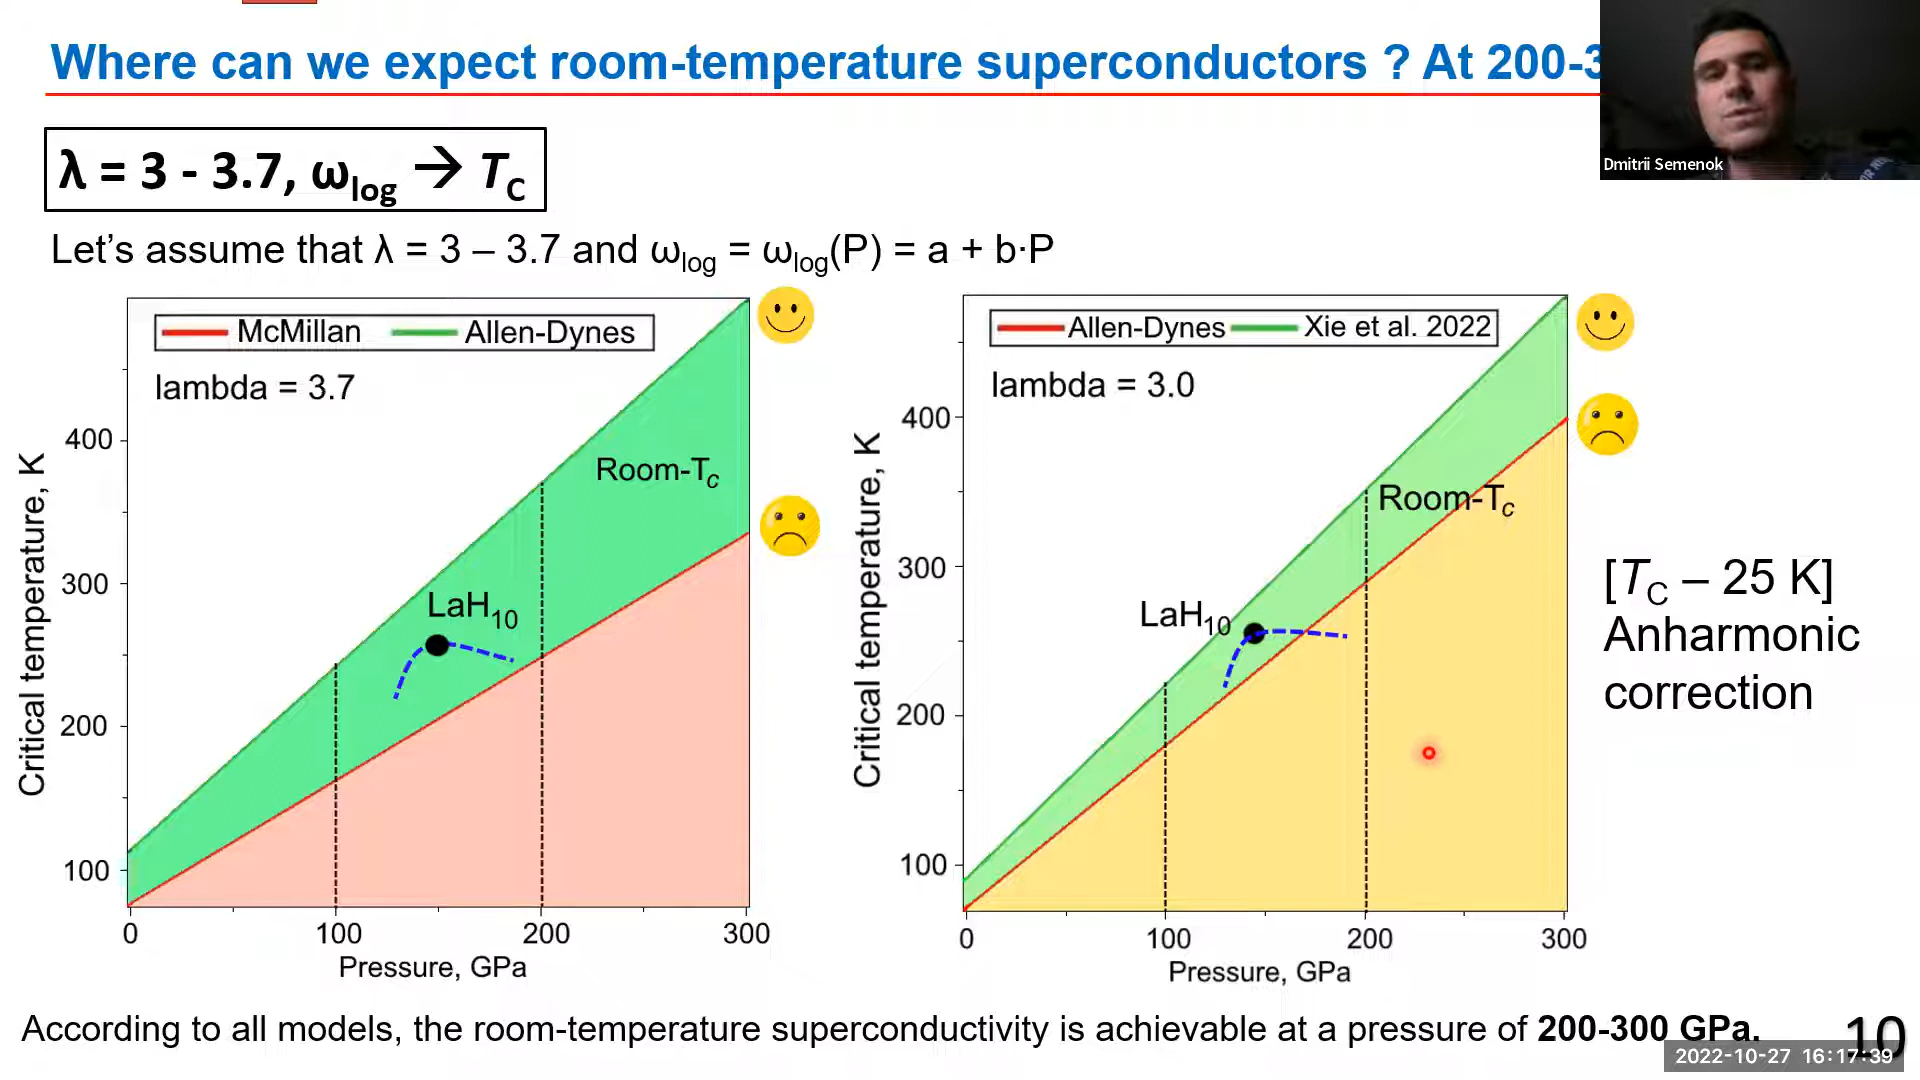 Where can we expect room-temperature superconductors ? At 200-3
Dmitrii Semenok
λ = 3 - 3.7, ωlog → TC
Let's assume that λ = 3 – 3.7 and ωlog = ωlog(P) = a + b·P
McMillan Allen-Dynes
lambda = 3.7
Room-Tc
LaH10
400
300
200
100
Critical temperature, K
0 100 200 300
Pressure, GPa
Allen-Dynes Xie et al. 2022
lambda = 3.0
Room-Tc
LaH10
400
300
200
100
Critical temperature, K
0 100 200 300
Pressure, GPa
[TC – 25 K]
Anharmonic
correction
According to all models, the room-temperature superconductivity is achievable at a pressure of 200-300 GPa.
10
2022-10-27 16:17:39